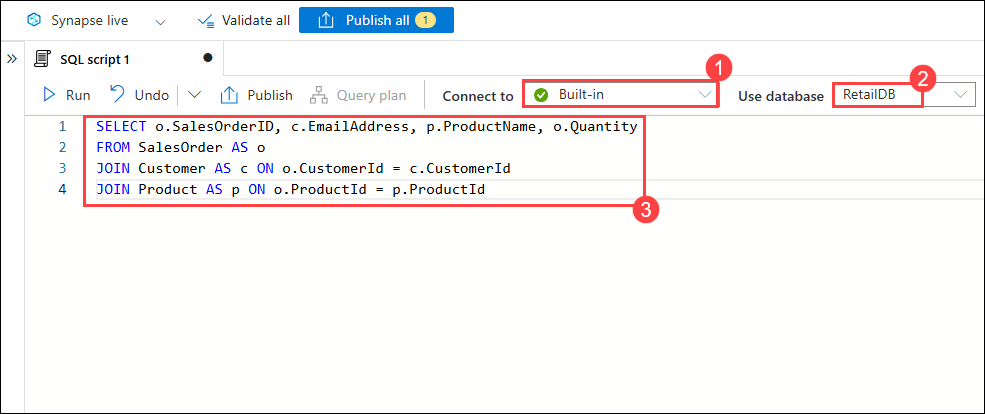 Synapse live Validate all Publish all 1
SQL script 1
1
2
Run Undo Publish Query plan Connect to Built-in Use database RetailDB
1 SELECT o.SalesOrderID, c.EmailAddress, p.ProductName, o.Quantity
2 FROM SalesOrder AS o
3 JOIN Customer AS c ON o.CustomerId = c.CustomerId
4 JOIN Product AS p ON o.ProductId = p.ProductId
3